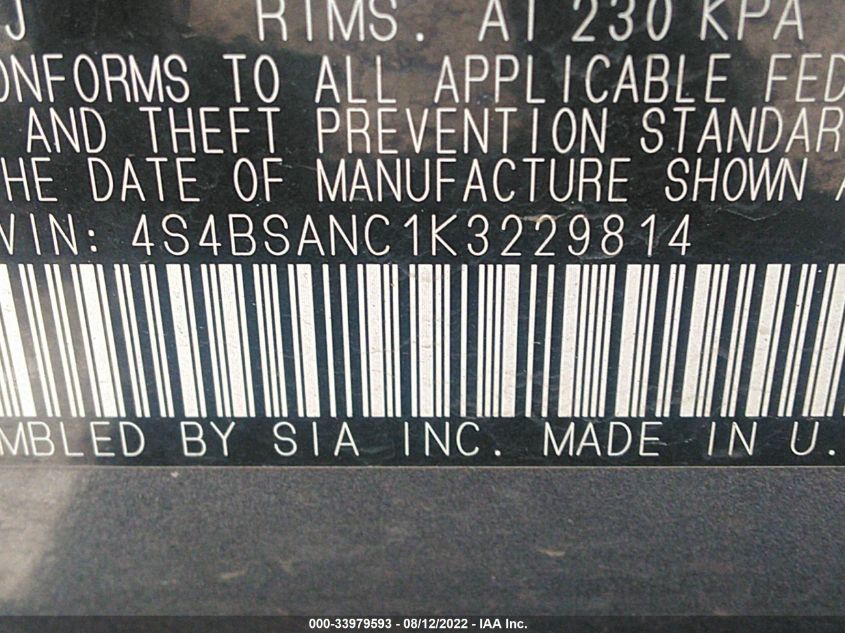 J RIMS. AT 230 KPA
ONFORMS TO ALL APPLICABLE FED
AND THEFT PREVENTION STANDAR
HE DATE OF MANUFACTURE SHOWN A
VIN: 4S4BSANC1K3229814
MBLED BY SIA INC. MADE IN U.
000-33979593 - 08/12/2022 - IAA Inc.